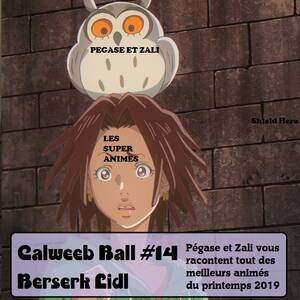 PEGASE ET ZALI
Shield Hero
LES
SUPER
ANIMES
Calweeb Ball #14
Berserk Lidl
Pégase et Zali vous
racontent tout des
meilleurs animés
du printemps 2019